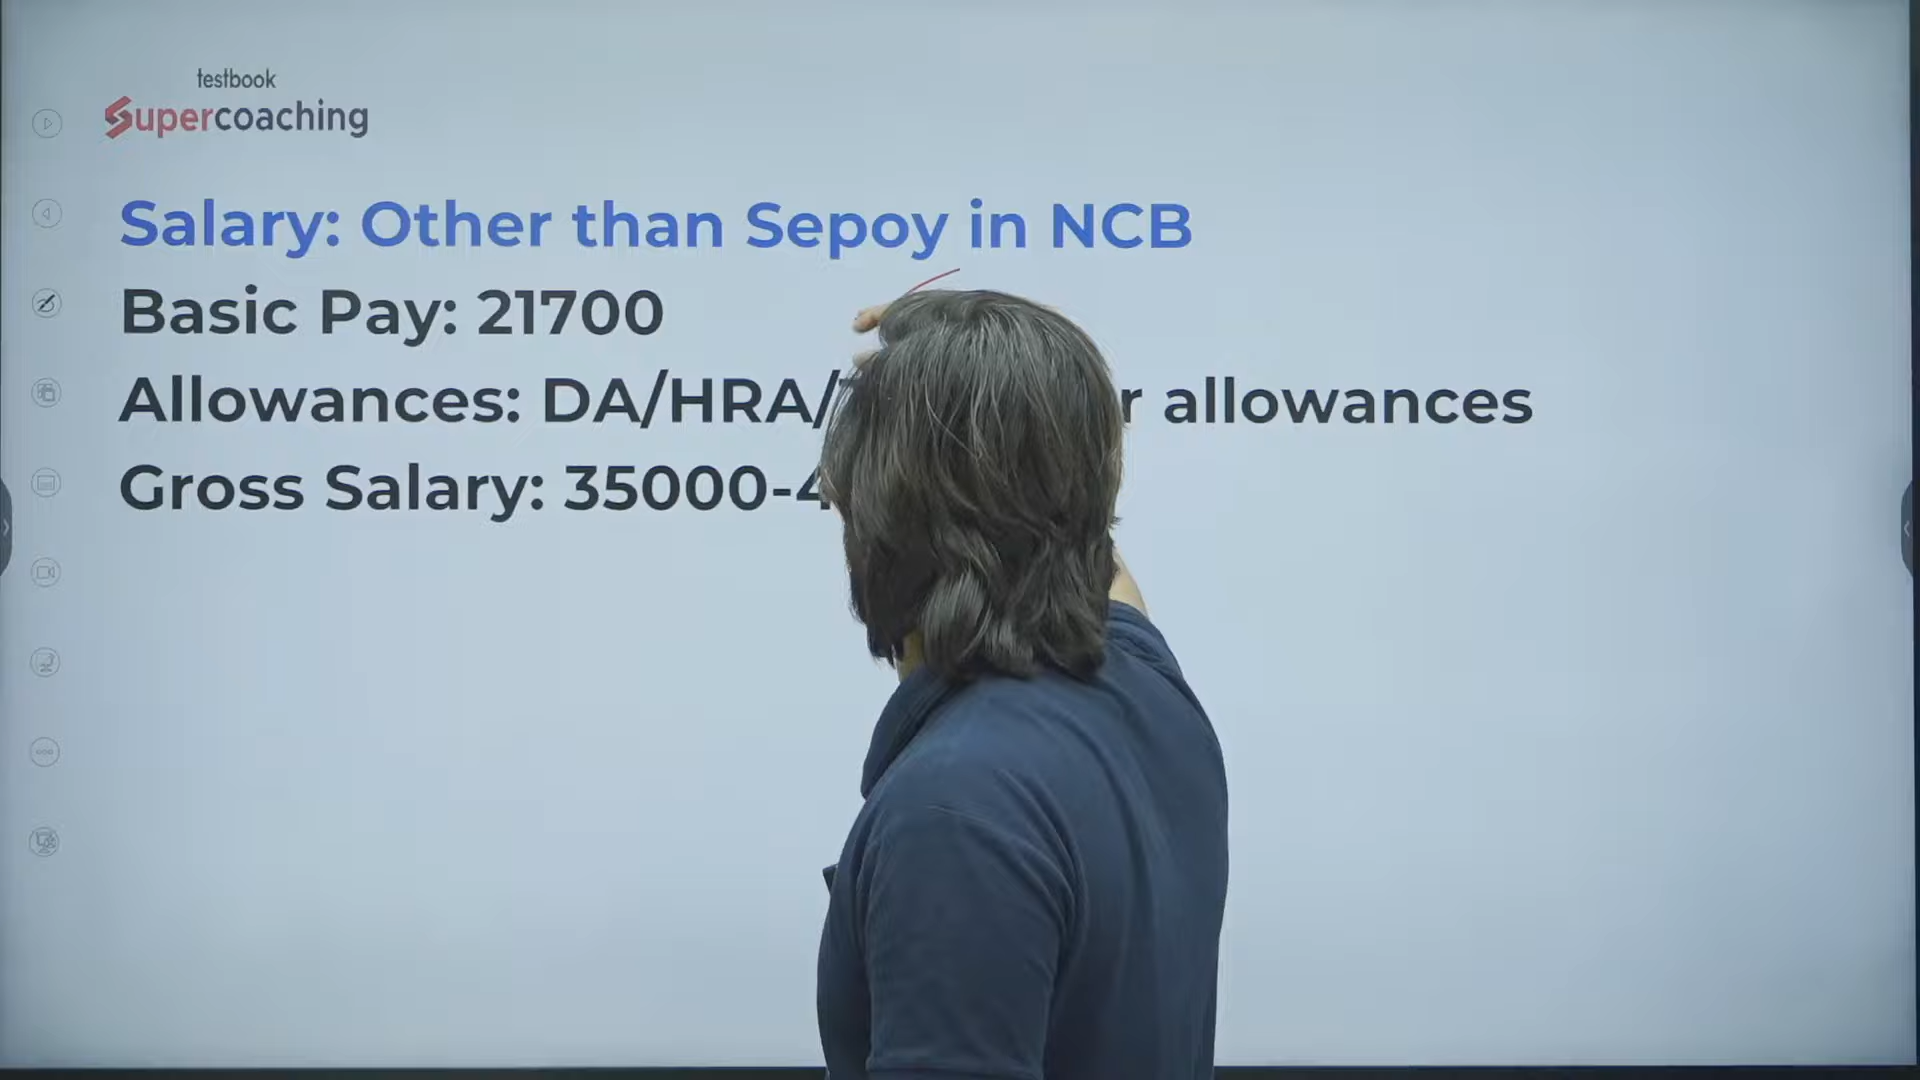 testbook
Supercoaching
Salary: Other than Sepoy in NCB
Basic Pay: 21700
Allowances: DA/HRA/ allowances
Gross Salary: 35000-4